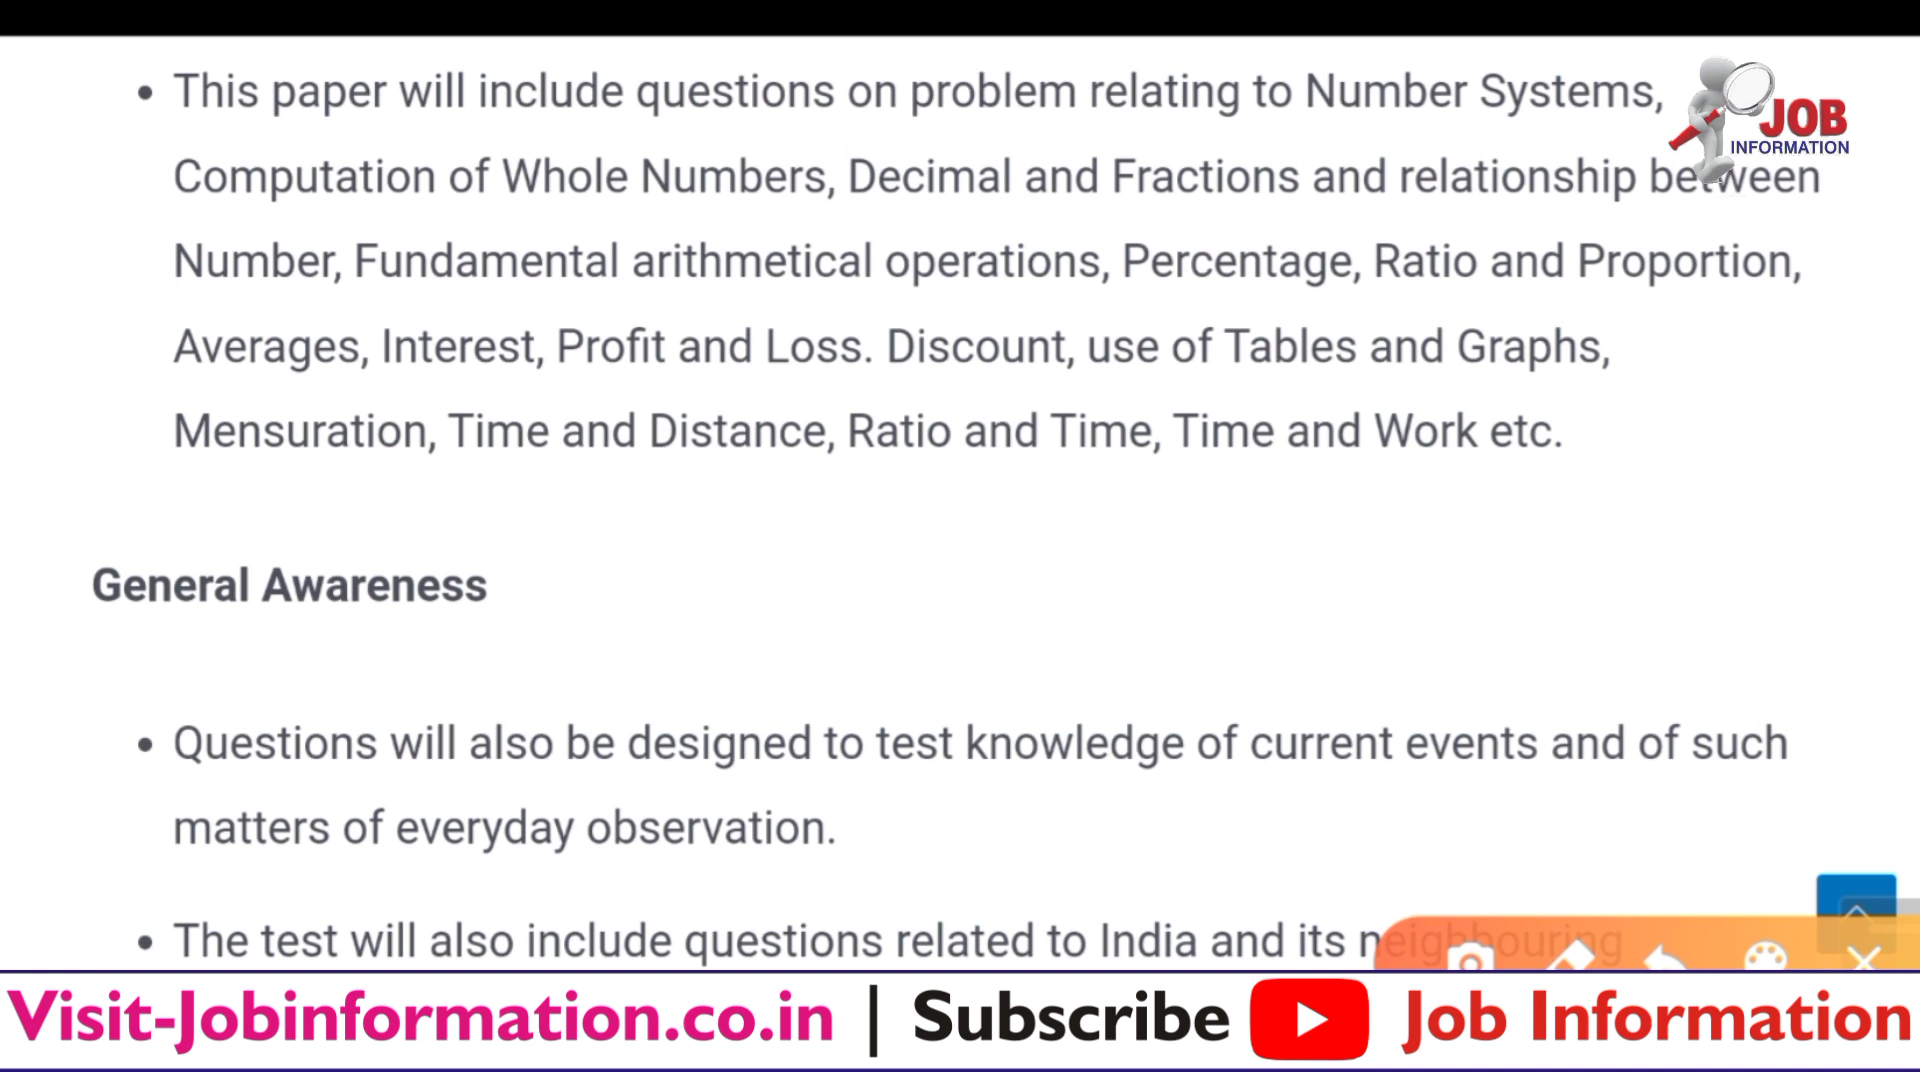 • This paper will include questions on problem relating to Number Systems,
JOB
INFORMATION
Computation of Whole Numbers, Decimal and Fractions and relationship between
Number, Fundamental arithmetical operations, Percentage, Ratio and Proportion,
Averages, Interest, Profit and Loss. Discount, use of Tables and Graphs,
Mensuration, Time and Distance, Ratio and Time, Time and Work etc.
General Awareness
• Questions will also be designed to test knowledge of current events and of such
matters of everyday observation.
• The test will also include questions related to India and its neighbouring
Visit-Jobinformation.co.in | Subscribe Job Information